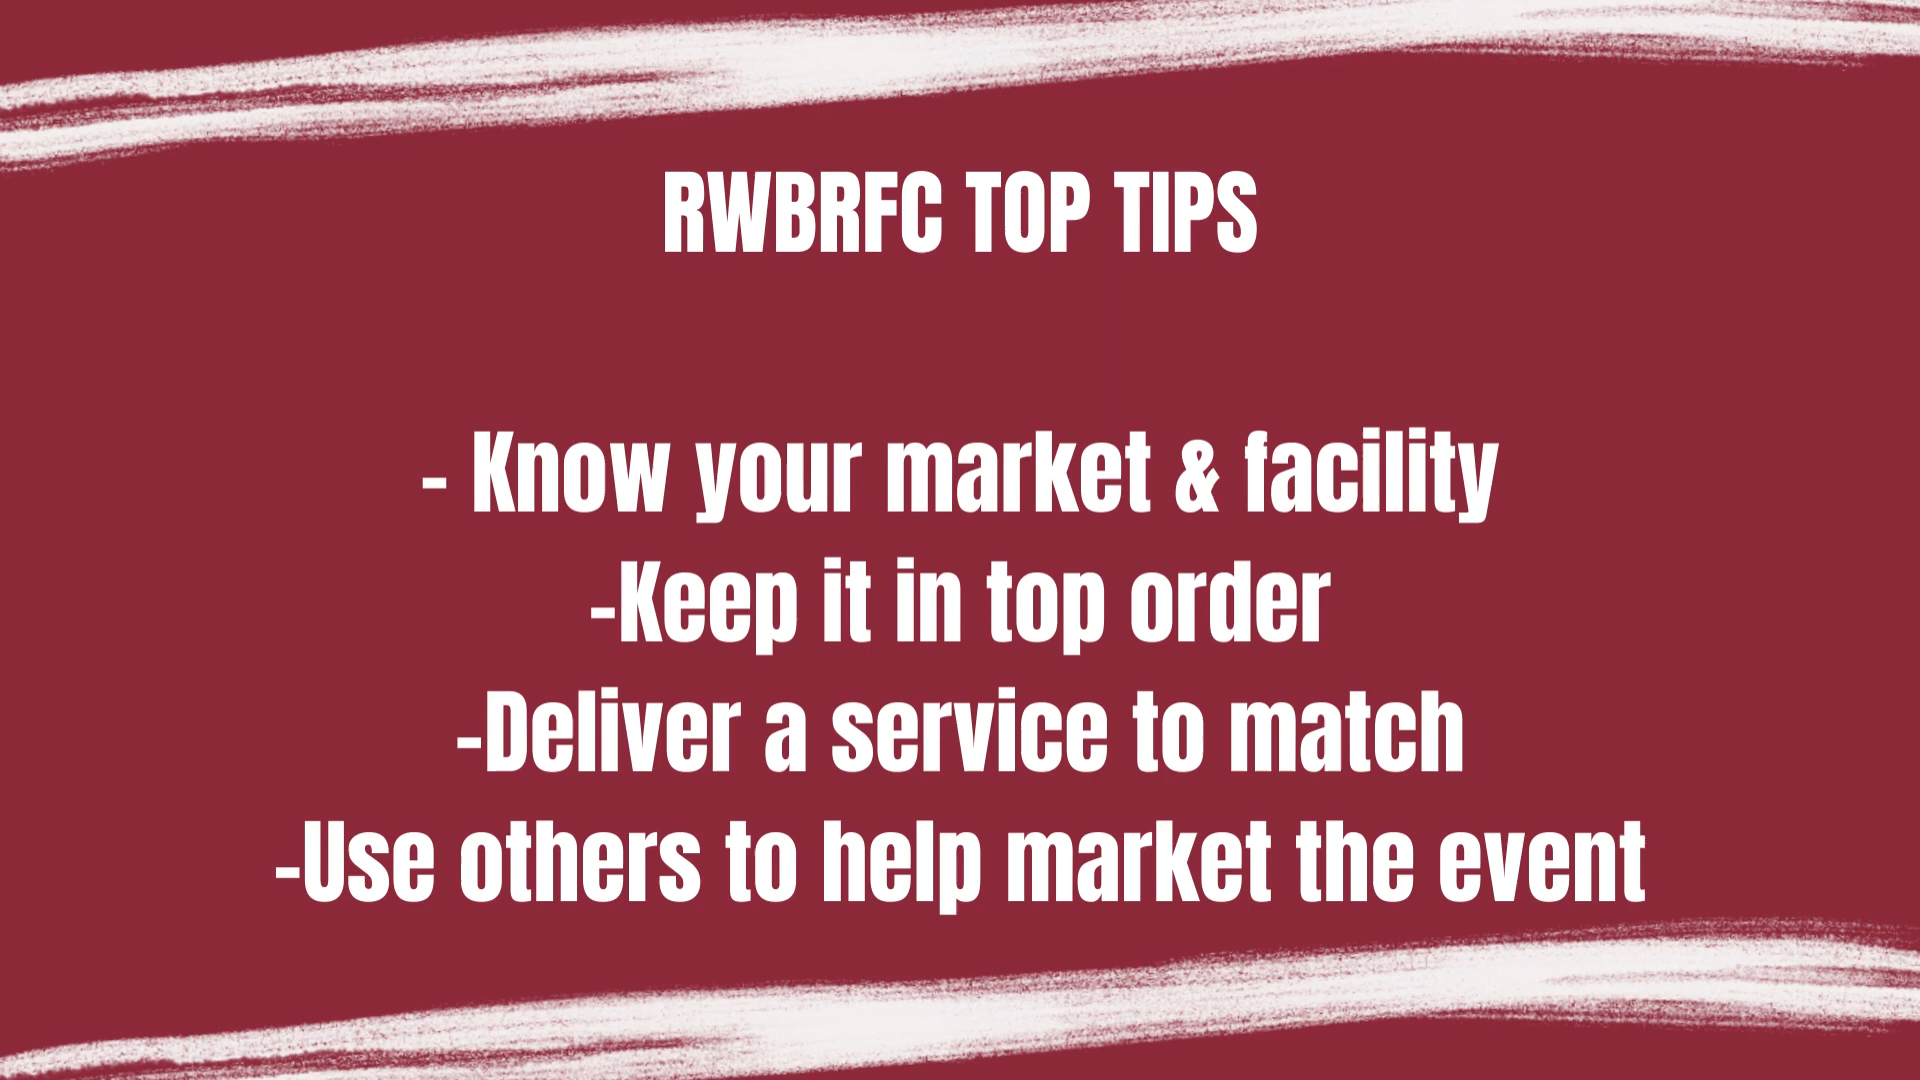 RWBRFC TOP TIPS
- Know your market & facility
-Keep it in top order
-Deliver a service to match
-Use others to help market the event